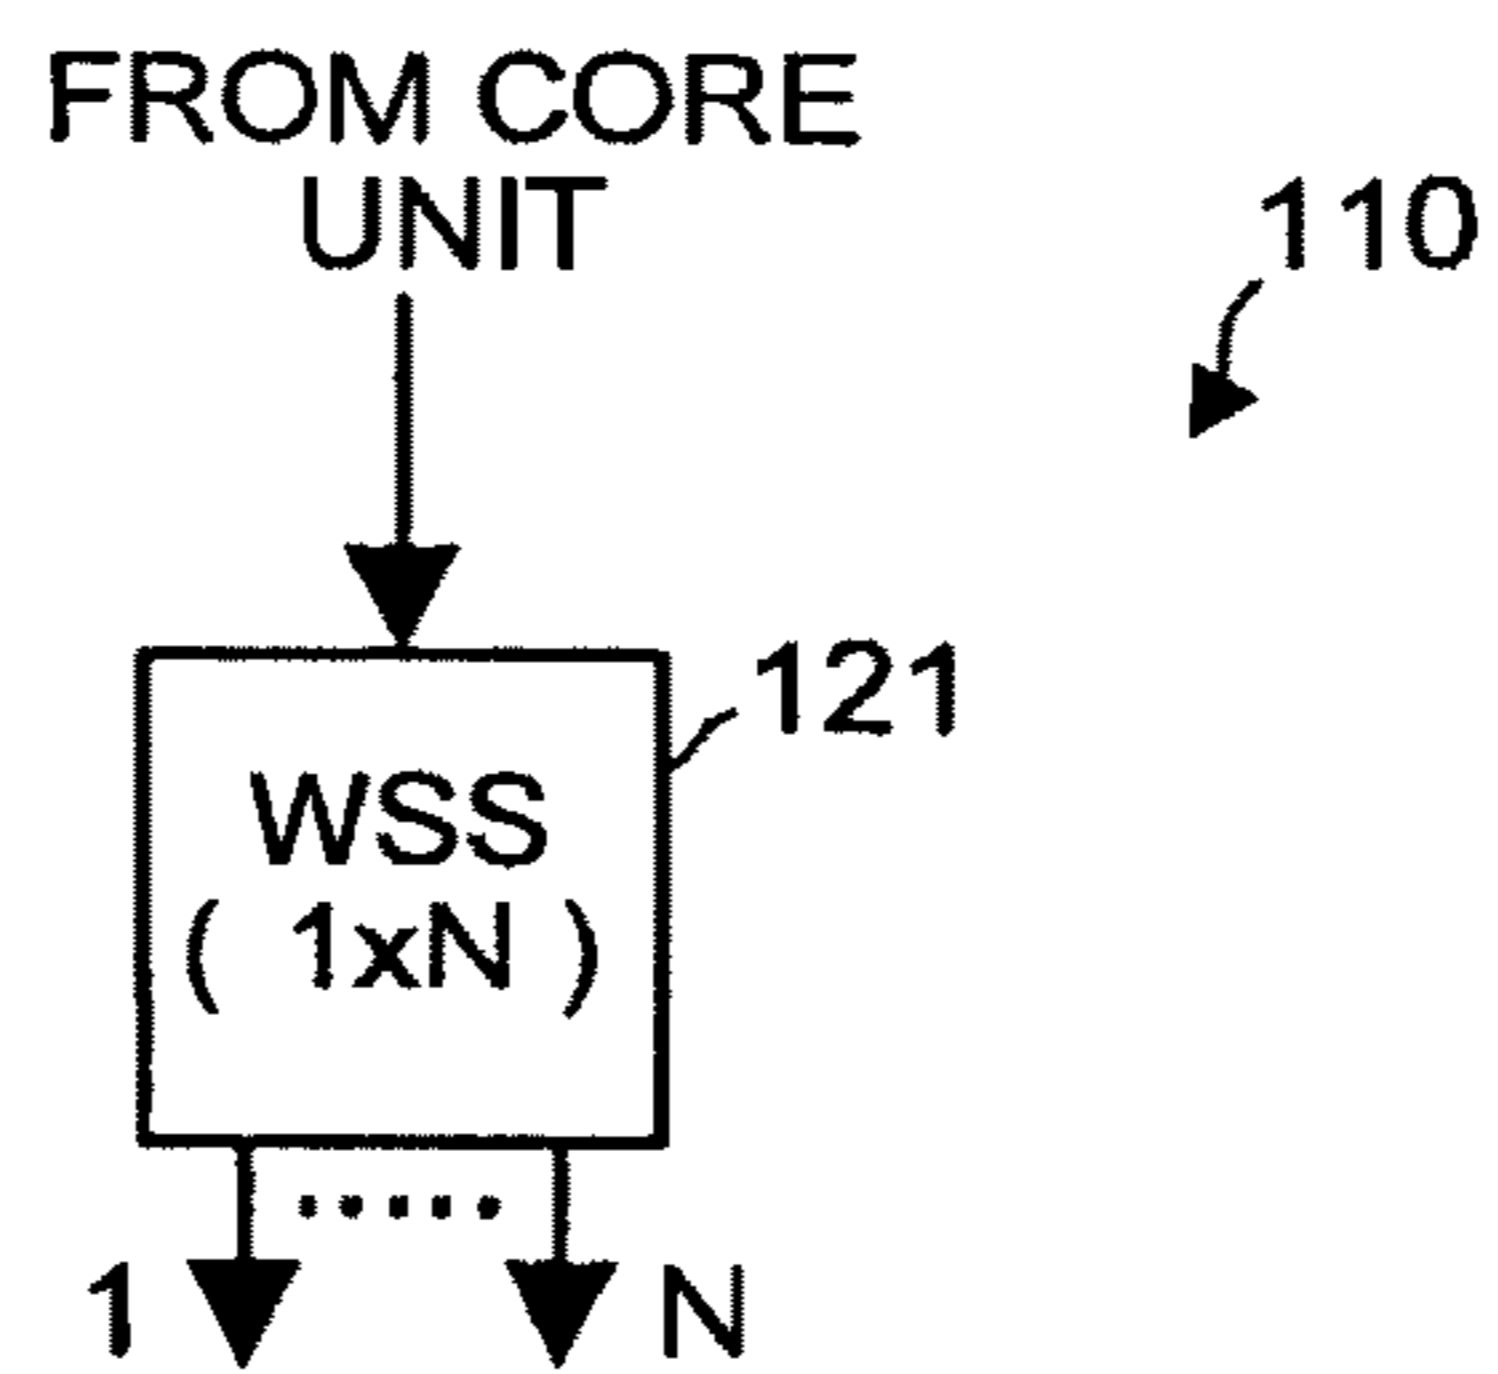 FROM CORE
UNIT
110
121
WSS
( 1xN )
1 ..... N